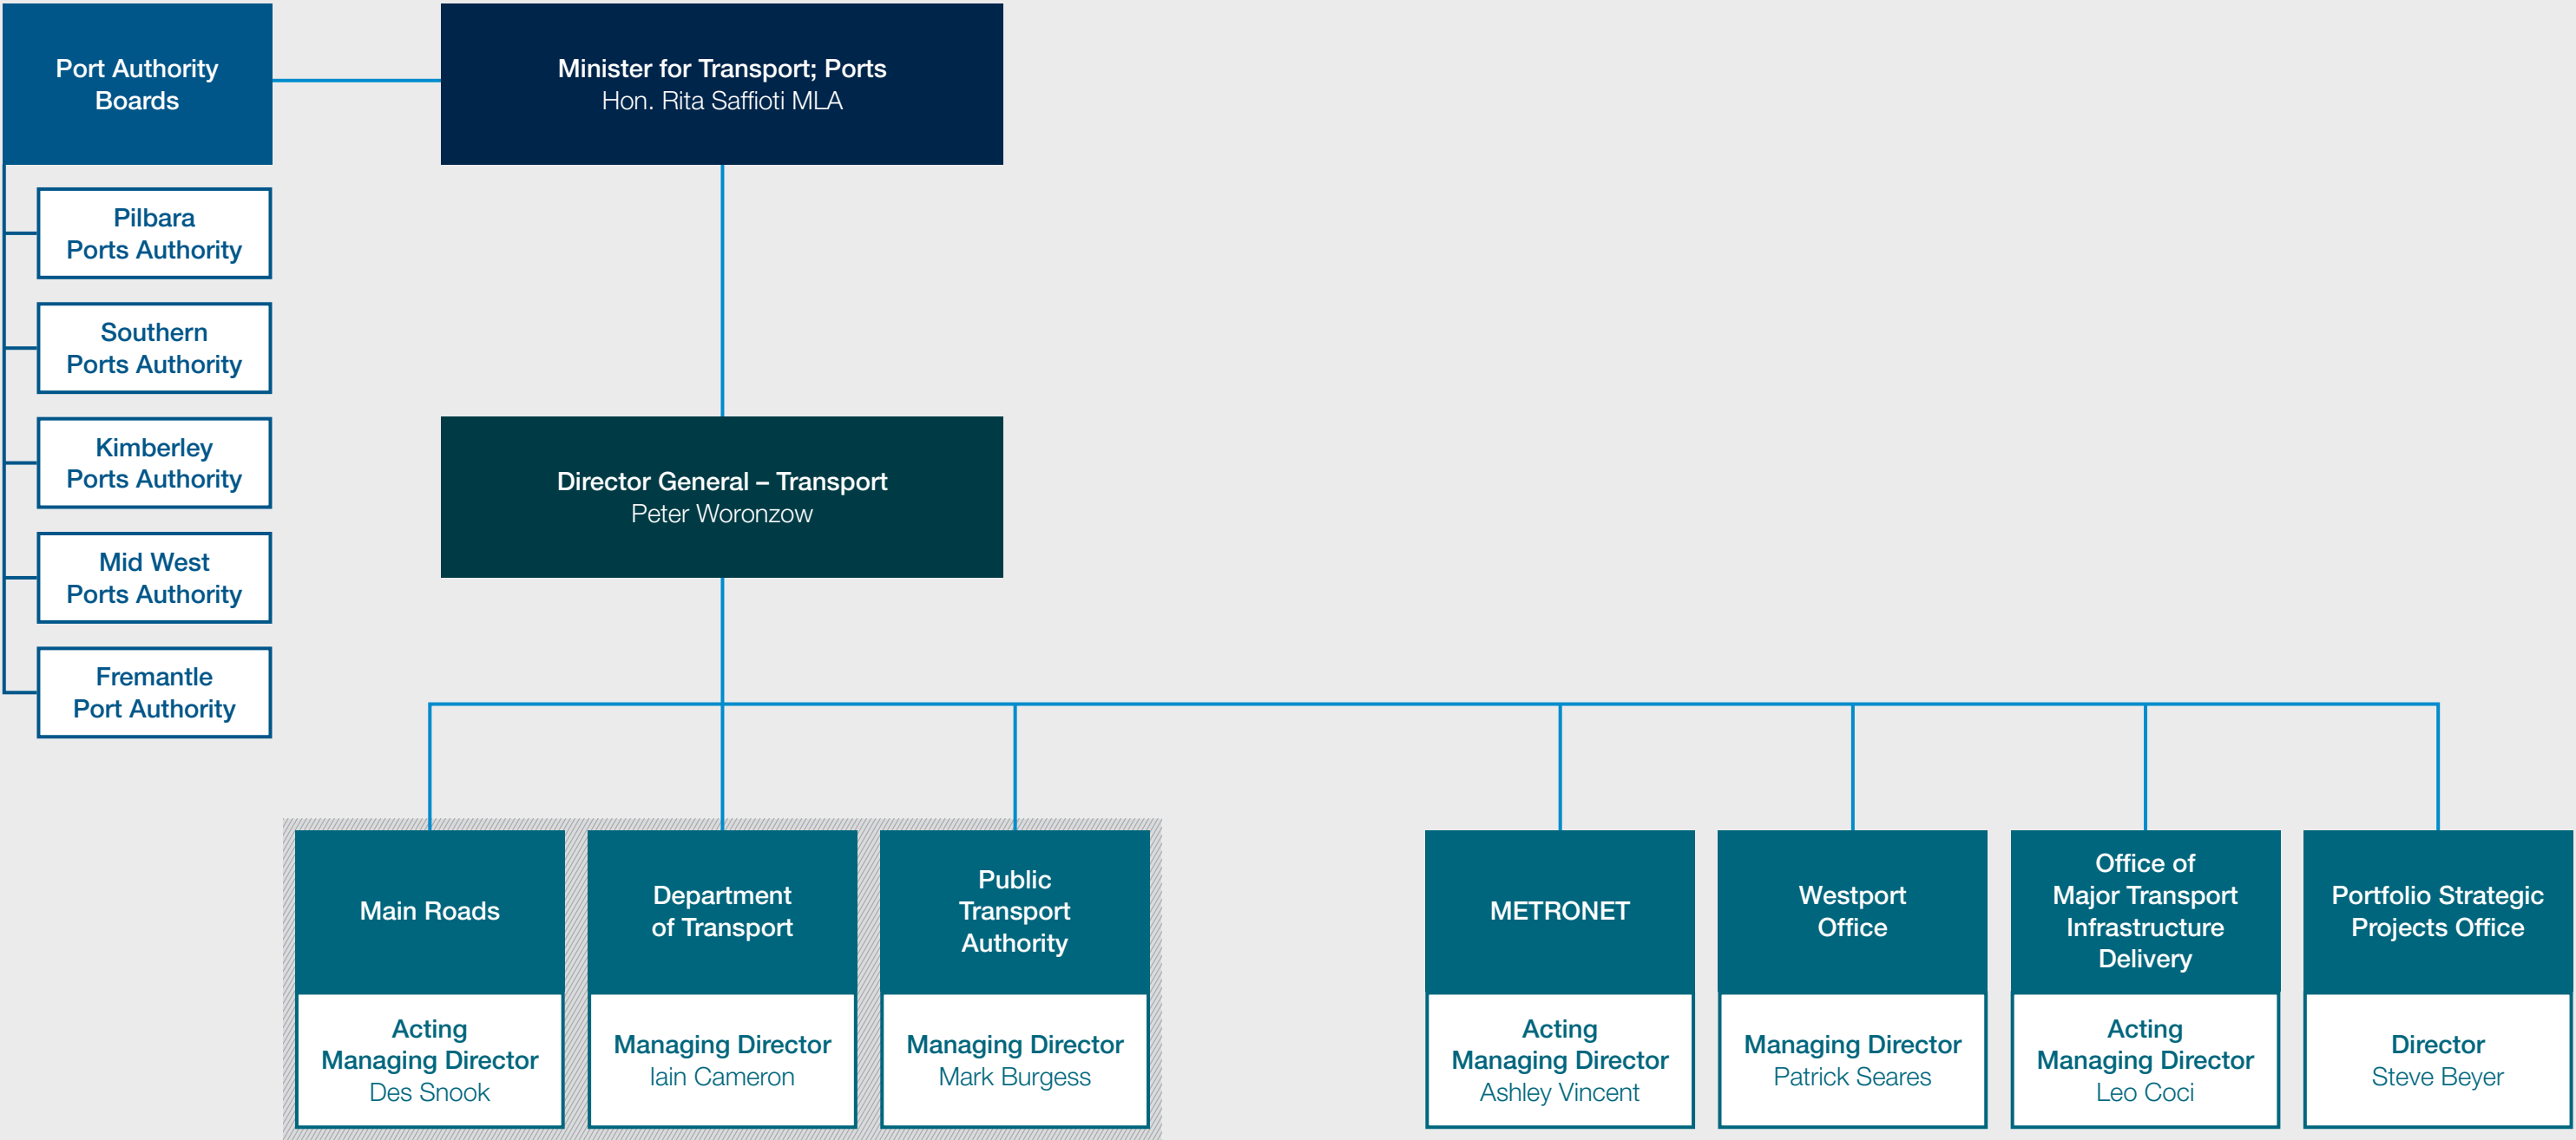 Port Authority
Boards
Minister for Transport; Ports
Hon. Rita Saffioti MLA
Pilbara
Ports Authority
Southern
Ports Authority
Kimberley
Ports Authority
Mid West
Ports Authority
Fremantle
Port Authority
Director General – Transport
Peter Woronzow
Main Roads
Acting
Managing Director
Des Snook
Department
of Transport
Managing Director
Iain Cameron
Public
Transport
Authority
Managing Director
Mark Burgess
METRONET
Acting
Managing Director
Ashley Vincent
Westport
Office
Managing Director
Patrick Seares
Office of
Major Transport
Infrastructure
Delivery
Acting
Managing Director
Leo Coci
Portfolio Strategic
Projects Office
Director
Steve Beyer